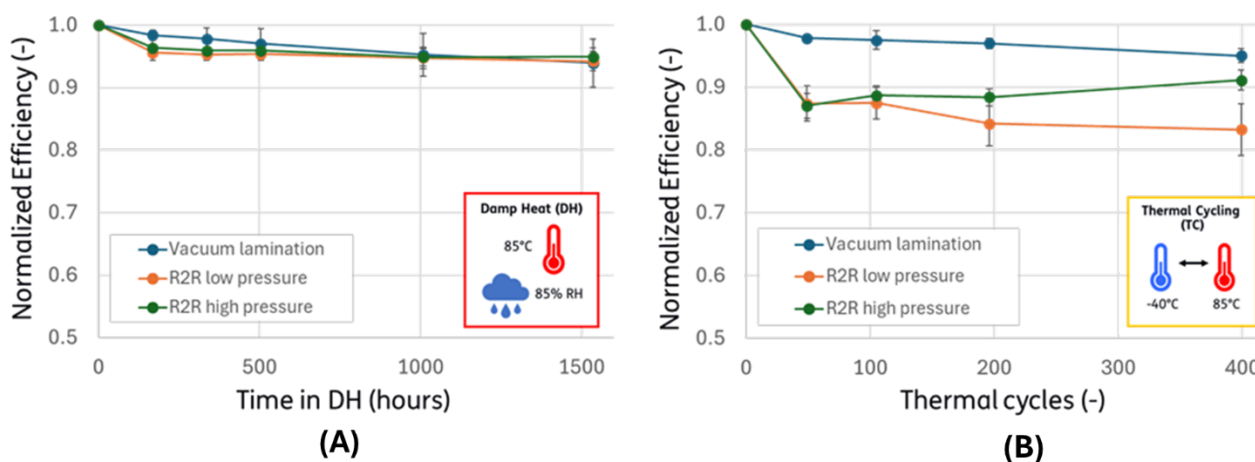 Normalized Efficiency (-)
1.0
0.9
0.8
0.7
0.6
0.5
Vacuum lamination
R2R low pressure
R2R high pressure
Damp Heat (DH)
85°C
85% RH
0
500
1000
1500
Time in DH (hours)
(A)
Normalized Efficiency (-)
1.0
0.9
0.8
0.7
0.6
0.5
Vacuum lamination
R2R low pressure
R2R high pressure
Thermal Cycling
(TC)
-40°C
85°C
0
100
200
300
400
Thermal cycles (-)
(B)